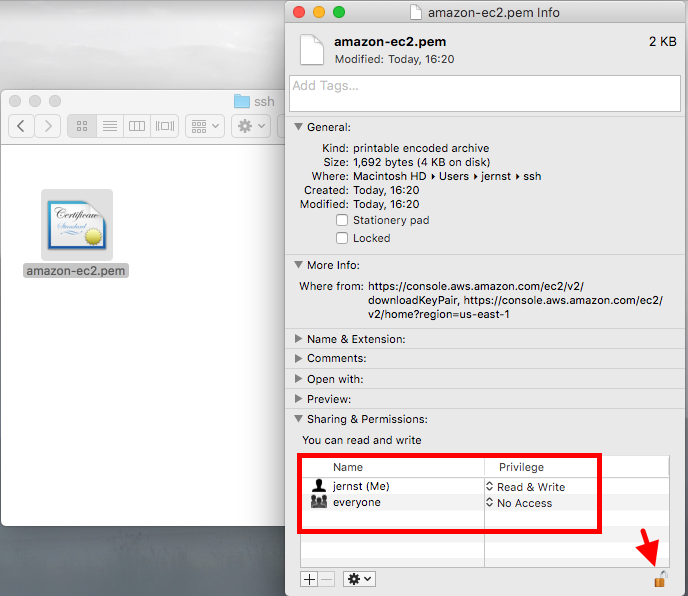 amazon-ec2.pem Info
amazon-ec2.pem
2 KB
Modified: Today, 16:20
Add Tags...
ssh
Certificate
Standard
amazon-ec2.pem
General:
Kind: printable encoded archive
Size: 1,692 bytes (4 KB on disk)
Where: Macintosh HD ▸ Users ▸ jernst ▸ ssh
Created: Today, 16:20
Modified: Today, 16:20
Stationery pad
Locked
More Info:
Where from: https://console.aws.amazon.com/ec2/v2/
downloadKeyPair, https://console.aws.amazon.com/ec2/
v2/home?region=us-east-1
Name & Extension:
Comments:
Open with:
Preview:
Sharing & Permissions:
You can read and write
Name Privilege
jernst (Me) Read & Write
everyone No Access